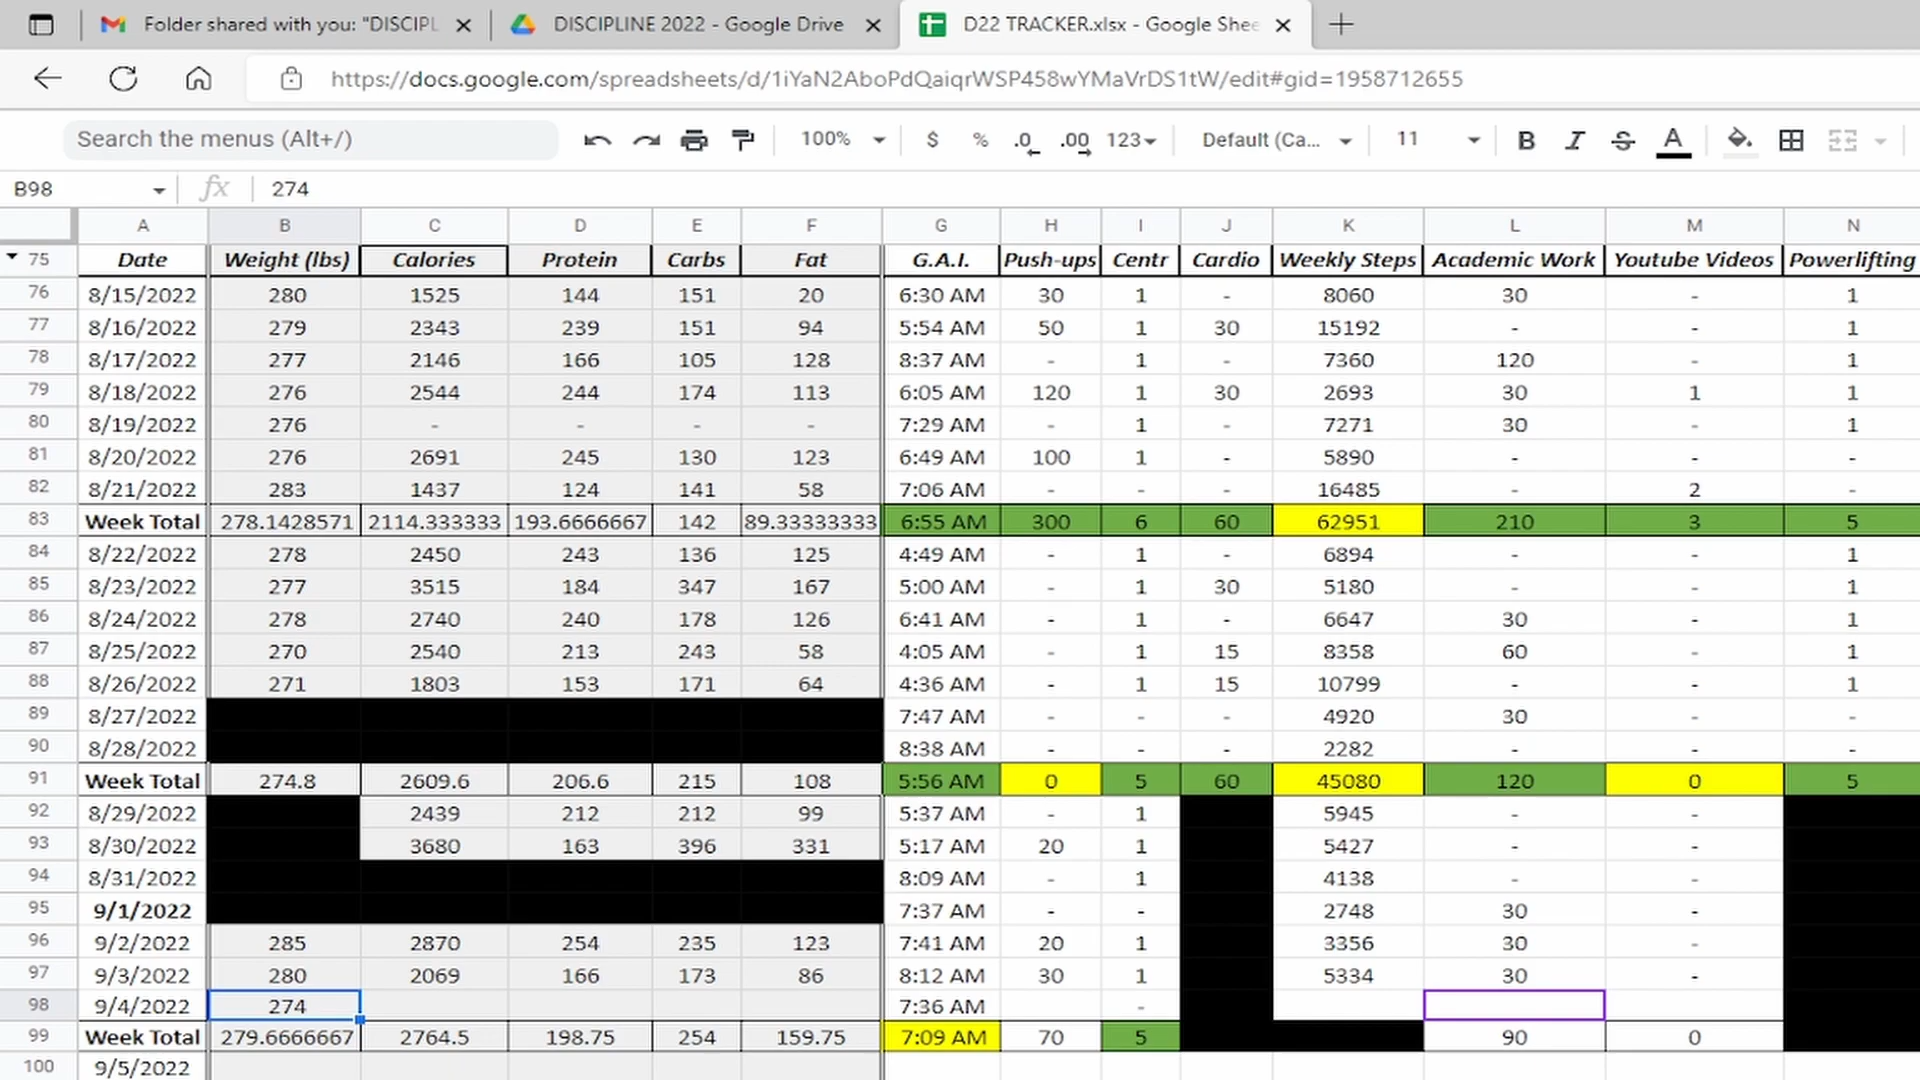 Folder shared with you: "DISCIPL DISCIPLINE 2022 - Google Drive D22 TRACKER.xlsx - Google Shee
https://docs.google.com/spreadsheets/d/1iYaN2AboPdQaiqrWSP458wYMaVrDS1tW/edit#gid=1958712655
Search the menus (Alt+/) 100% $ % .0 .00 123 Default (Ca... 11 B I S A
B98 fx 274
A B C D E F G H I J K L M N
75 Date Weight (lbs) Calories Protein Carbs Fat G.A.I. Push-ups Centr Cardio Weekly Steps Academic Work Youtube Videos Powerlifting
76 8/15/2022 280 1525 144 151 20 6:30 AM 30 1 - 8060 30 - 1
77 8/16/2022 279 2343 239 151 94 5:54 AM 50 1 30 15192 - - 1
78 8/17/2022 277 2146 166 105 128 8:37 AM - 1 - 7360 120 - 1
79 8/18/2022 276 2544 244 174 113 6:05 AM 120 1 30 2693 30 1 1
80 8/19/2022 276 - - - - 7:29 AM - 1 - 7271 30 - 1
81 8/20/2022 276 2691 245 130 123 6:49 AM 100 1 - 5890 - - -
82 8/21/2022 283 1437 124 141 58 7:06 AM - - - 16485 - 2 -
83 Week Total 278.1428571 2114.333333 193.6666667 142 89.33333333 6:55 AM 300 6 60 62951 210 3 5
84 8/22/2022 278 2450 243 136 125 4:49 AM - 1 - 6894 - - 1
85 8/23/2022 277 3515 184 347 167 5:00 AM - 1 30 5180 - - 1
86 8/24/2022 278 2740 240 178 126 6:41 AM - 1 - 6647 30 - 1
87 8/25/2022 270 2540 213 243 58 4:05 AM - 1 15 8358 60 - 1
88 8/26/2022 271 1803 153 171 64 4:36 AM - 1 15 10799 - - 1
89 8/27/2022 7:47 AM - - - 4920 30 - -
90 8/28/2022 8:38 AM - - - 2282 - - -
91 Week Total 274.8 2609.6 206.6 215 108 5:56 AM 0 5 60 45080 120 0 5
92 8/29/2022 2439 212 212 99 5:37 AM - 1 5945 - -
93 8/30/2022 3680 163 396 331 5:17 AM 20 1 5427 - -
94 8/31/2022 8:09 AM - 1 4138 - -
95 9/1/2022 7:37 AM - - 2748 30 -
96 9/2/2022 285 2870 254 235 123 7:41 AM 20 1 3356 30 -
97 9/3/2022 280 2069 166 173 86 8:12 AM 30 1 5334 30 -
98 9/4/2022 274 7:36 AM -
99 Week Total 279.6666667 2764.5 198.75 254 159.75 7:09 AM 70 5 90 0
100 9/5/2022